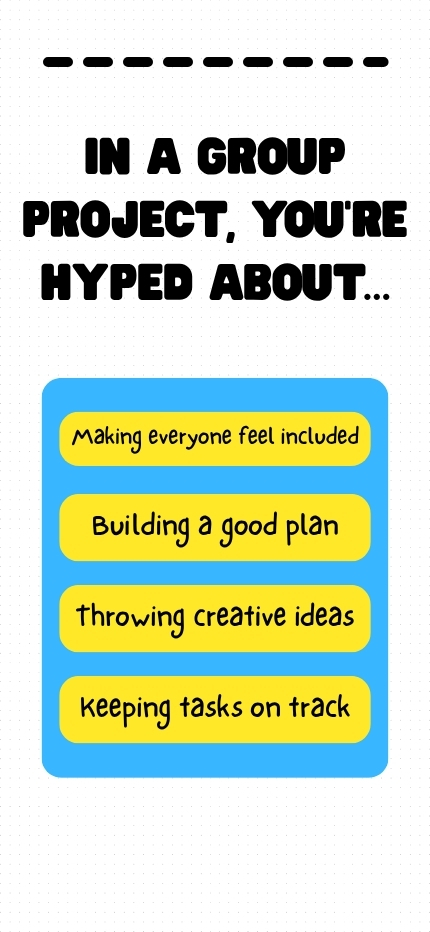 IN A GROUP
PROJECT, YOU'RE
HYPED ABOUT...
Making everyone feel included
Building a good plan
Throwing creative ideas
Keeping tasks on track